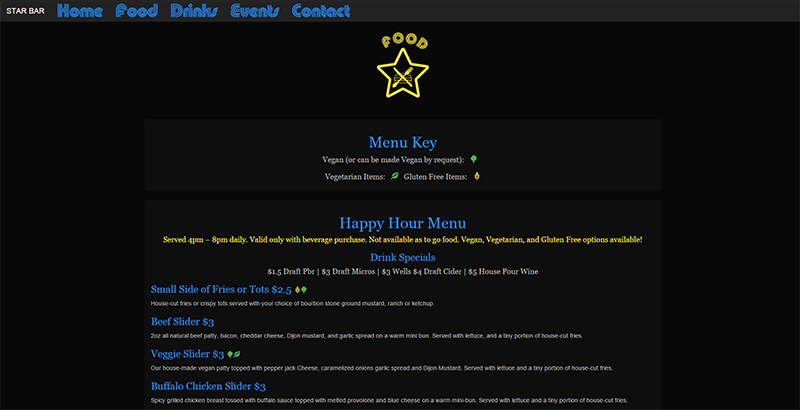 STAR BAR Home Food Drinks Events Contact
FOOD
Menu Key
Vegan (or can be made Vegan by request):
Vegetarian Items: Gluten Free Items:
Happy Hour Menu
Served 4pm – 8pm daily. Valid only with beverage purchase. Not available as to go food. Vegan, Vegetarian, and Gluten Free options available!
Drink Specials
$1.5 Draft Pbr | $3 Draft Micros | $3 Wells $4 Draft Cider | $5 House Pour Wine
Small Side of Fries or Tots $2.5
House-cut fries or crispy tots served with your choice of bourbon stone ground mustard, ranch or ketchup.
Beef Slider $3
2oz all natural beef patty, bacon, cheddar cheese, Dijon mustard, and garlic spread on a warm mini bun. Served with lettuce, and a tiny portion of house-cut fries.
Veggie Slider $3
Our house-made vegan patty topped with pepper jack Cheese, caramelized onions garlic spread and Dijon Mustard. Served with lettuce and a tiny portion of house-cut fries.
Buffalo Chicken Slider $3
Spicy grilled chicken breast tossed with buffalo sauce topped with melted provolone and blue cheese on a warm mini-bun. Served with lettuce and a tiny portion of house-cut fries.